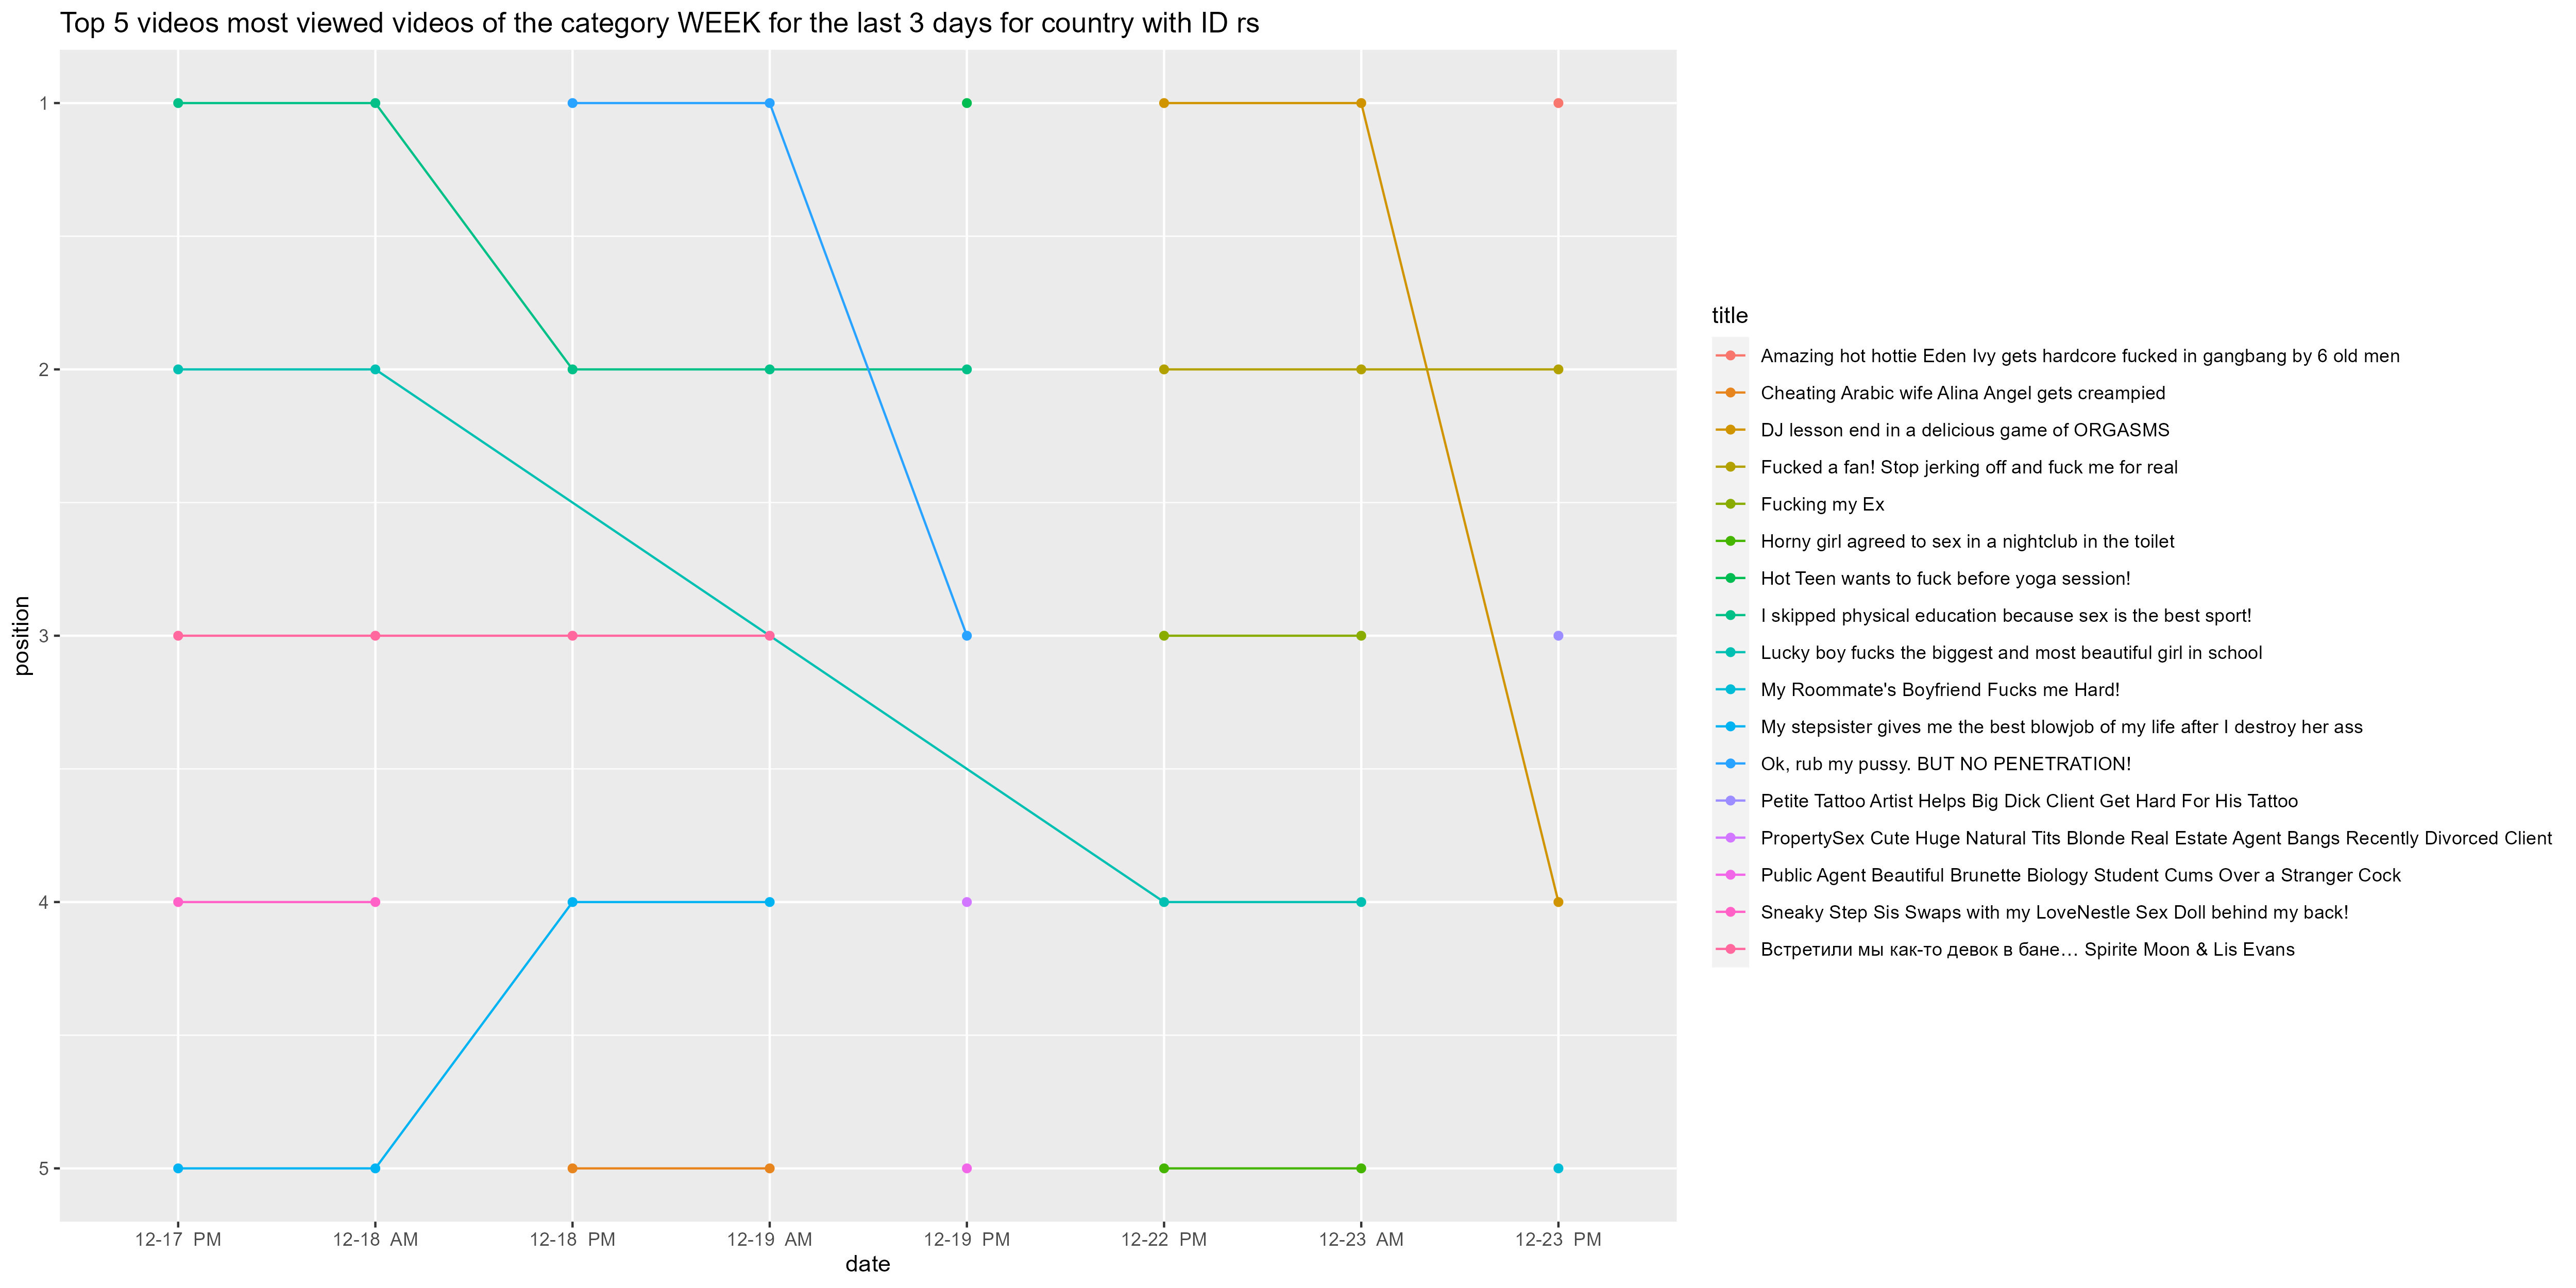 Top 5 videos most viewed videos of the category WEEK for the last 3 days for country with ID rs
1
2
3
4
5
position
12-17 PM
12-18 AM
12-18 PM
12-19 AM
12-19 PM
12-22 PM
12-23 AM
12-23 PM
date
title
Amazing hot hottie Eden Ivy gets hardcore fucked in gangbang by 6 old men
Cheating Arabic wife Alina Angel gets creampied
DJ lesson end in a delicious game of ORGASMS
Fucked a fan! Stop jerking off and fuck me for real
Fucking my Ex
Horny girl agreed to sex in a nightclub in the toilet
Hot Teen wants to fuck before yoga session!
I skipped physical education because sex is the best sport!
Lucky boy fucks the biggest and most beautiful girl in school
My Roommate's Boyfriend Fucks me Hard!
My stepsister gives me the best blowjob of my life after I destroy her ass
Ok, rub my pussy. BUT NO PENETRATION!
Petite Tattoo Artist Helps Big Dick Client Get Hard For His Tattoo
PropertySex Cute Huge Natural Tits Blonde Real Estate Agent Bangs Recently Divorced Client
Public Agent Beautiful Brunette Biology Student Cums Over a Stranger Cock
Sneaky Step Sis Swaps with my LoveNestle Sex Doll behind my back!
Встретили мы как-то девок в бане… Spirite Moon & Lis Evans